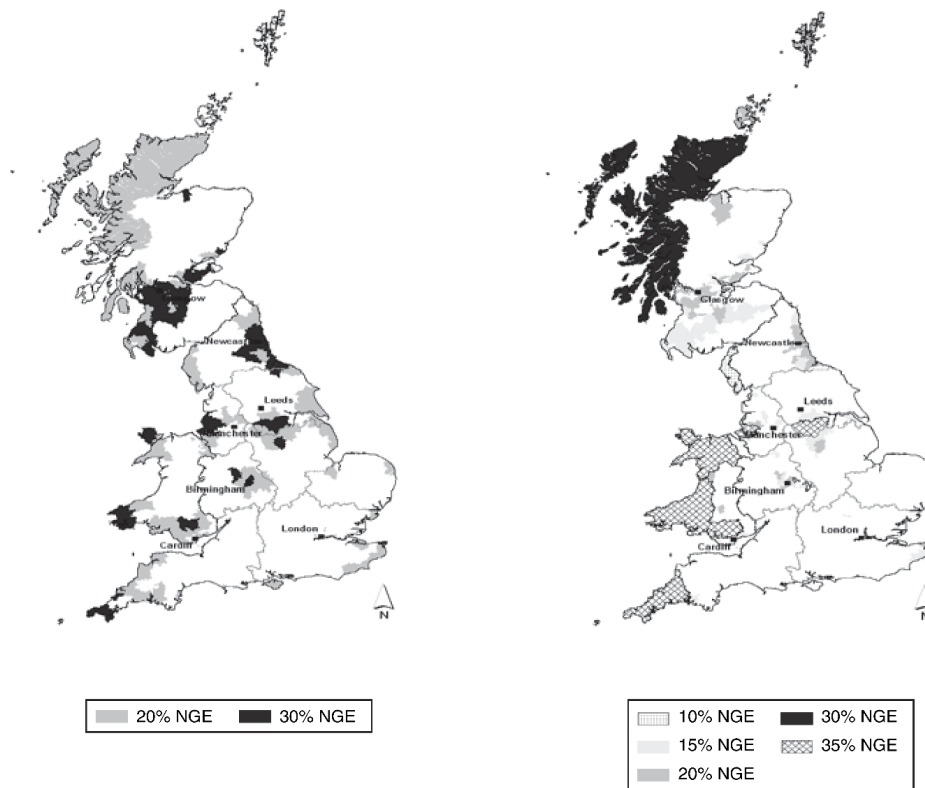 Glasgow
Newcastle
Leeds
Manchester
Birmingham
London
Cardiff
N
20% NGE 30% NGE
Glasgow
Newcastle
Leeds
Manchester
Birmingham
London
Cardiff
N
10% NGE 30% NGE
15% NGE 35% NGE
20% NGE